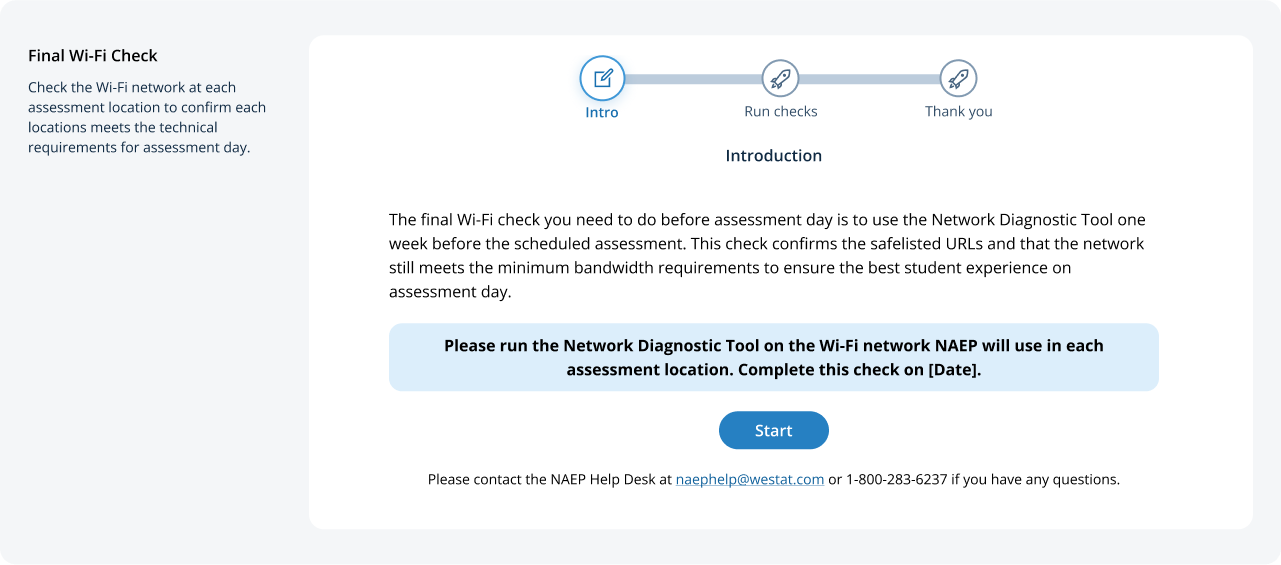 Final Wi-Fi Check
Check the Wi-Fi network at each
assessment location to confirm each
locations meets the technical
requirements for assessment day.
Intro
Run checks
Thank you
Introduction
The final Wi-Fi check you need to do before assessment day is to use the Network Diagnostic Tool one
week before the scheduled assessment. This check confirms the safelisted URLs and that the network
still meets the minimum bandwidth requirements to ensure the best student experience on
assessment day.
Please run the Network Diagnostic Tool on the Wi-Fi network NAEP will use in each
assessment location. Complete this check on [Date].
Start
Please contact the NAEP Help Desk at naephelp@westat.com or 1-800-283-6237 if you have any questions.